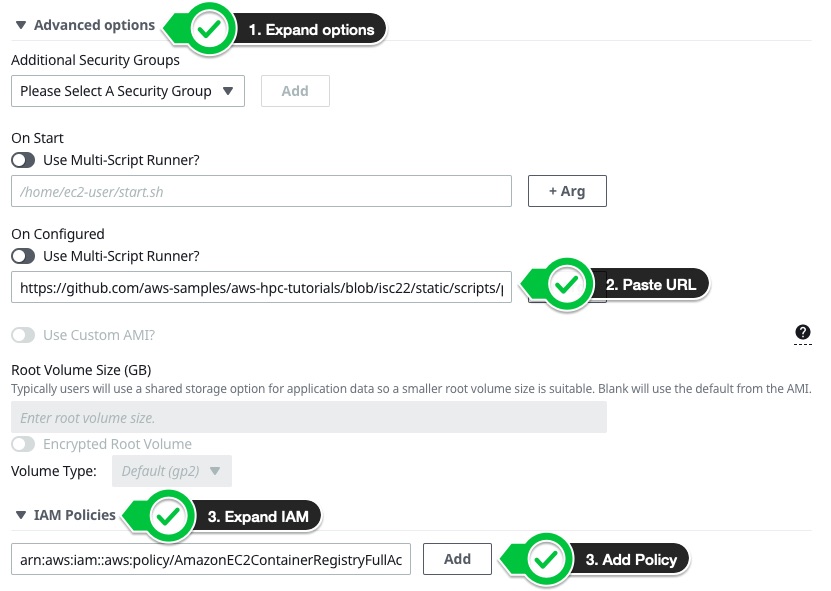 Advanced options
1. Expand options
Additional Security Groups
Please Select A Security Group
Add
On Start
Use Multi-Script Runner?
/home/ec2-user/start.sh
+ Arg
On Configured
Use Multi-Script Runner?
https://github.com/aws-samples/aws-hpc-tutorials/blob/isc22/static/scripts/
2. Paste URL
Use Custom AMI?
?
Root Volume Size (GB)
Typically users will use a shared storage option for application data so a smaller root volume size is suitable. Blank will use the default from the AMI.
Enter root volume size.
Encrypted Root Volume
Volume Type:
Default (gp2)
IAM Policies
3. Expand IAM
arn:aws:iam::aws:policy/AmazonEC2ContainerRegistryFullAc
Add
3. Add Policy